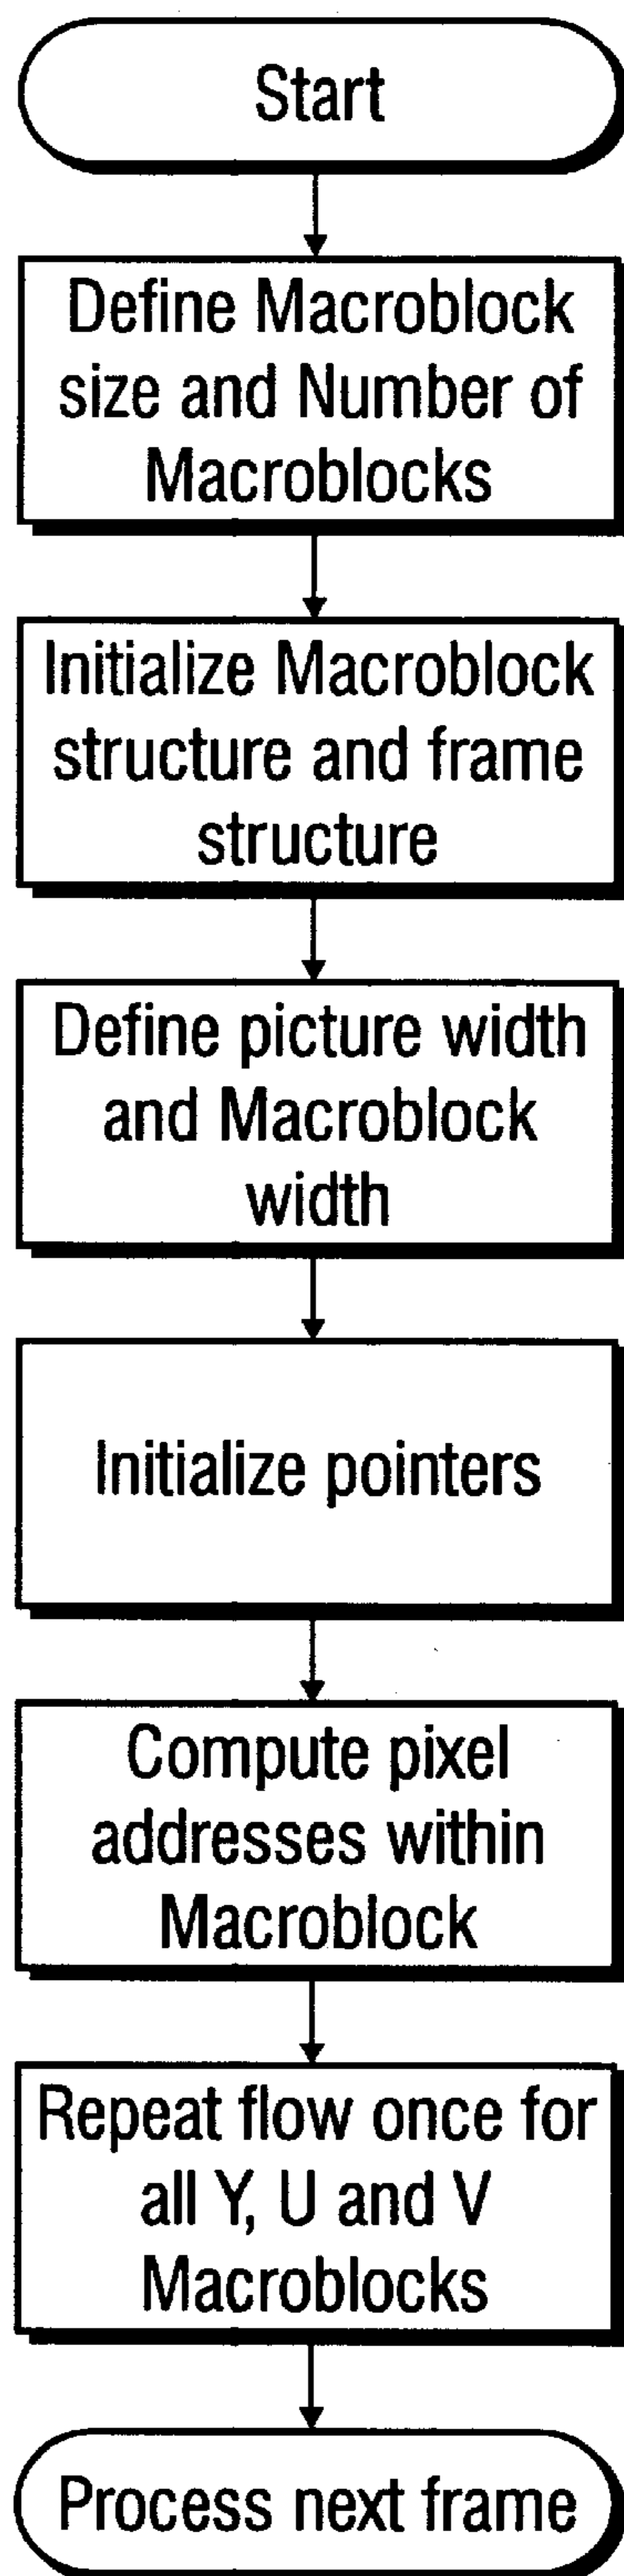 Start
Define Macroblock
size and Number of
Macroblocks
Initialize Macroblock
structure and frame
structure
Define picture width
and Macroblock
width
Initialize pointers
Compute pixel
addresses within
Macroblock
Repeat flow once for
all Y, U and V
Macroblocks
Process next frame